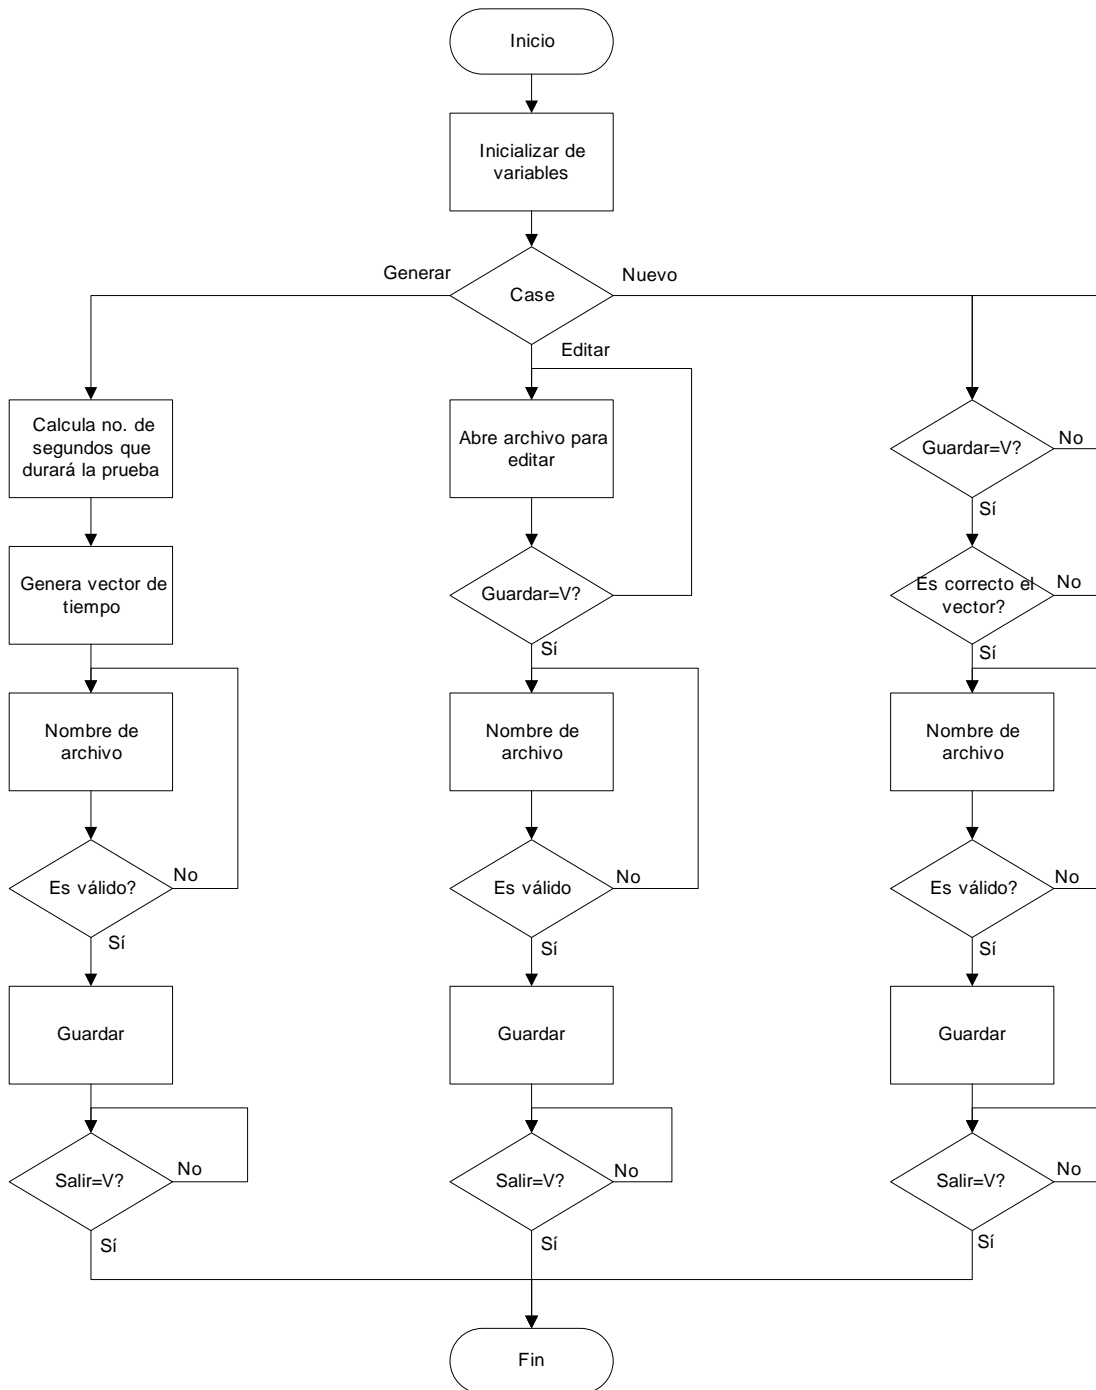 Inicio
Inicializar de
variables
Generar
Case
Nuevo
Editar
Calcula no. de
segundos que
durará la prueba
Abre archivo para
editar
Guardar=V?
No
Sí
Genera vector de
tiempo
Guardar=V?
Sí
Es correcto el
vector?
No
Sí
Nombre de
archivo
Nombre de
archivo
Nombre de
archivo
Es válido?
No
Sí
Es válido
No
Sí
Es válido?
No
Sí
Guardar
Guardar
Guardar
Salir=V?
No
Sí
Salir=V?
No
Sí
Salir=V?
No
Sí
Fin